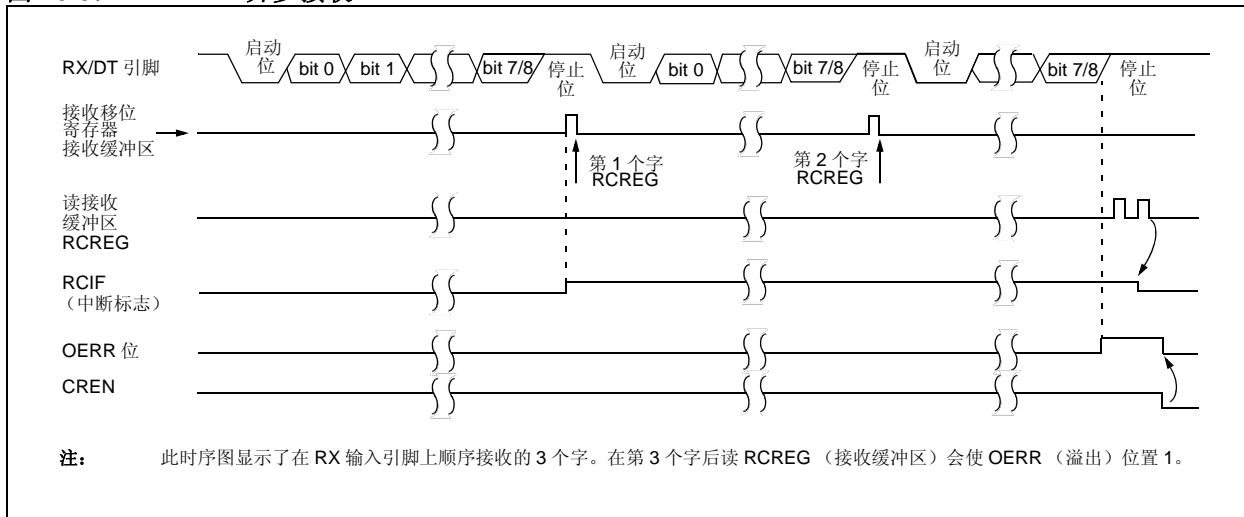 启动
位
bit 0
bit 1
bit 7/8
停止
位
启动
位
bit 0
bit 7/8
停止
位
启动
位
bit 7/8
停止
位
RX/DT 引脚
接收移位
寄存器
接收缓冲区
第 1 个字
RCREG
第 2 个字
RCREG
读接收
缓冲区
RCREG
RCIF
（中断标志）
OERR 位
CREN
注： 此时序图显示了在 RX 输入引脚上顺序接收的 3 个字。在第 3 个字后读 RCREG （接收缓冲区）会使 OERR （溢出）位置 1。